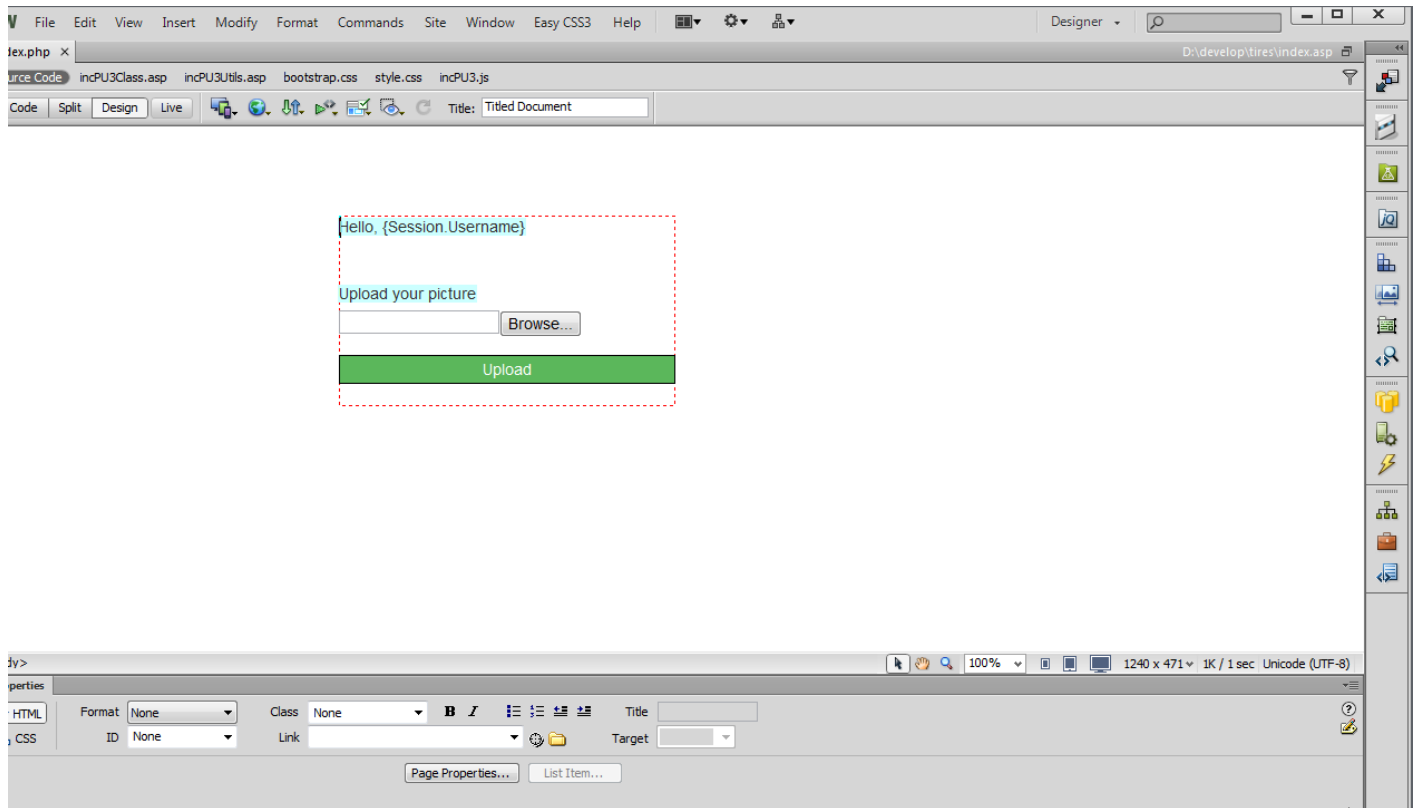 W File Edit View Insert Modify Format Commands Site Window Easy CSS3 Help Designer
dex.php × D:\develop\tires\index.asp
urce Code incPU3Class.asp incPU3Utils.asp bootstrap.css style.css incPU3.js
Code Split Design Live Title: Titled Document
jQ
Hello, {Session.Username}
Upload your picture
Browse...
Upload
dy> 100% 1240 x 471 1K / 1 sec Unicode (UTF-8)
operties
HTML Format None Class None B I Title
CSS ID None Link Target
Page Properties... List Item...